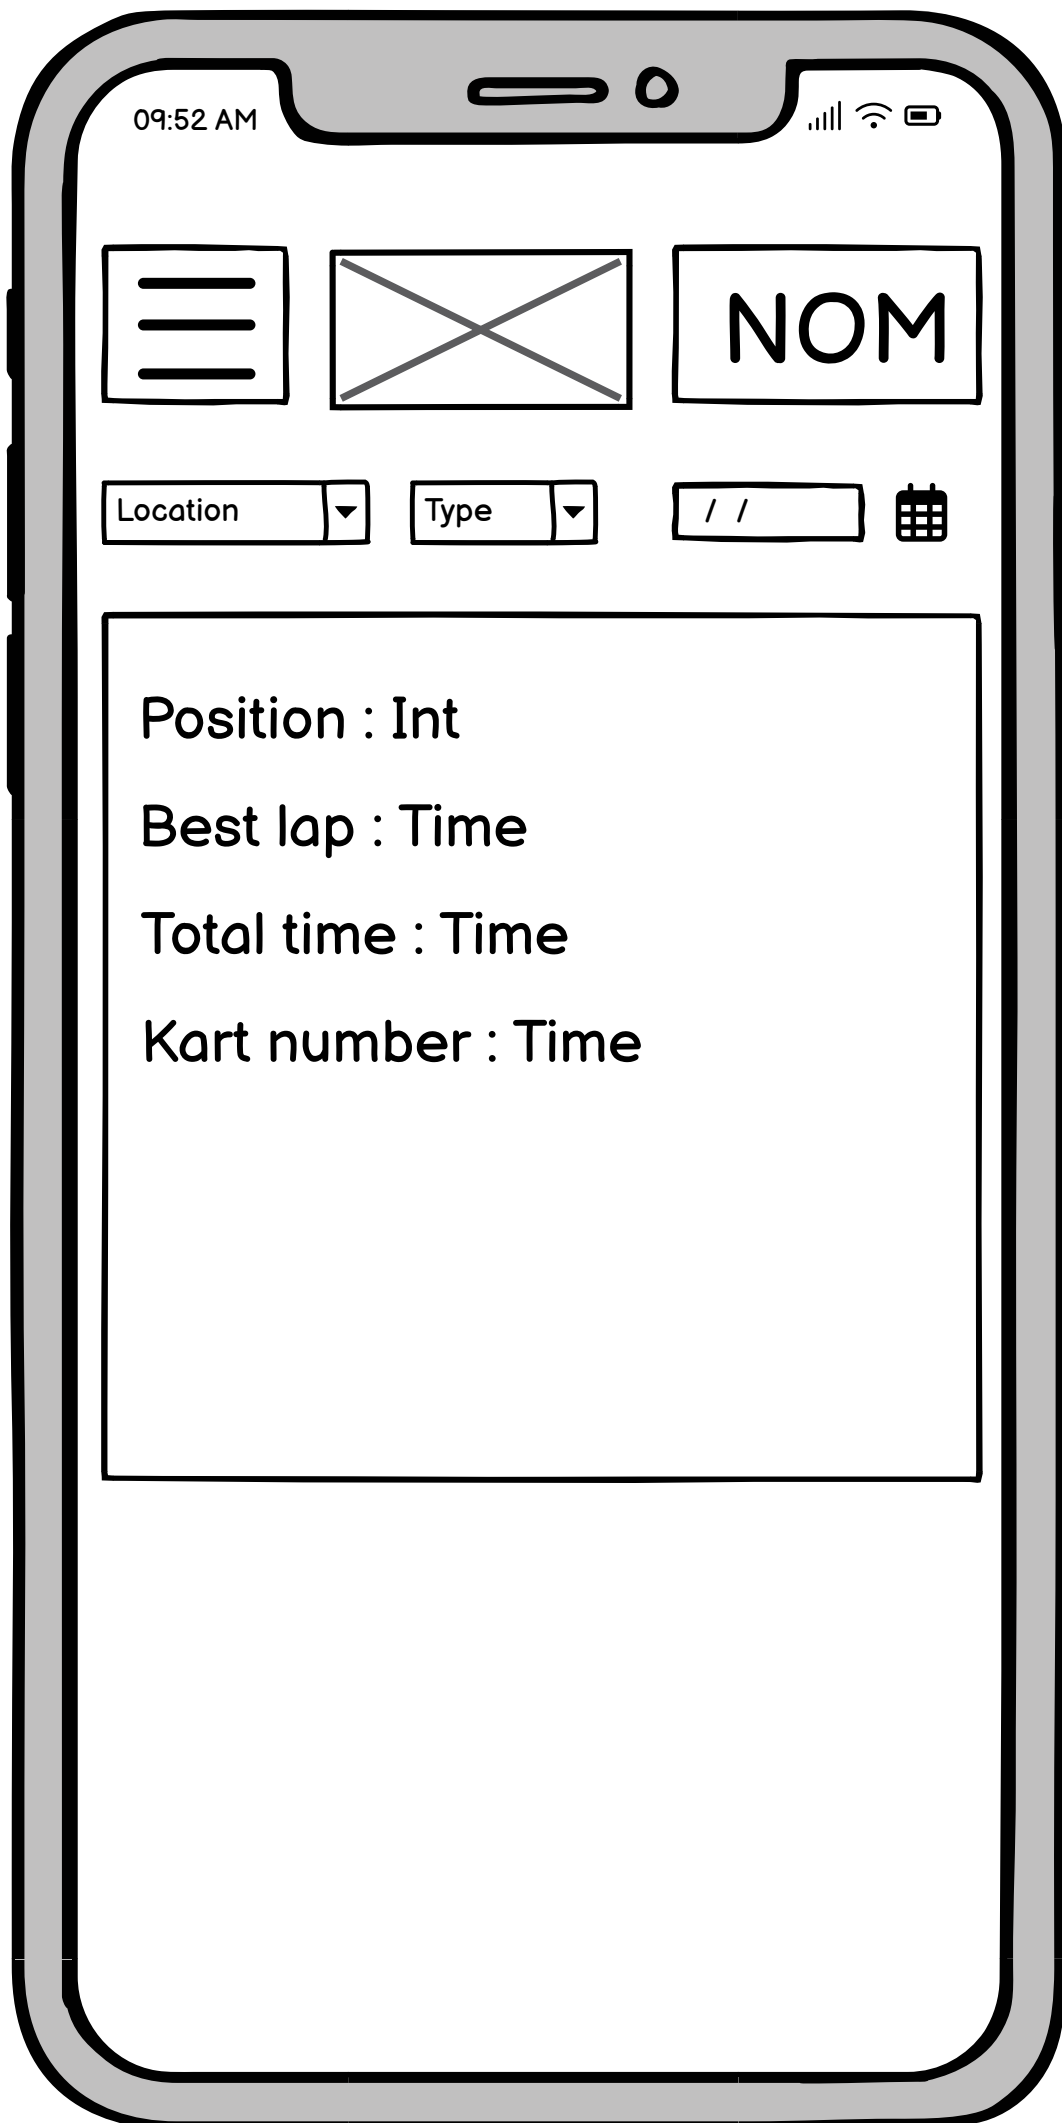 09:52 AM
NOM
Location
Type
/ /
Position : Int
Best lap : Time
Total time : Time
Kart number : Time